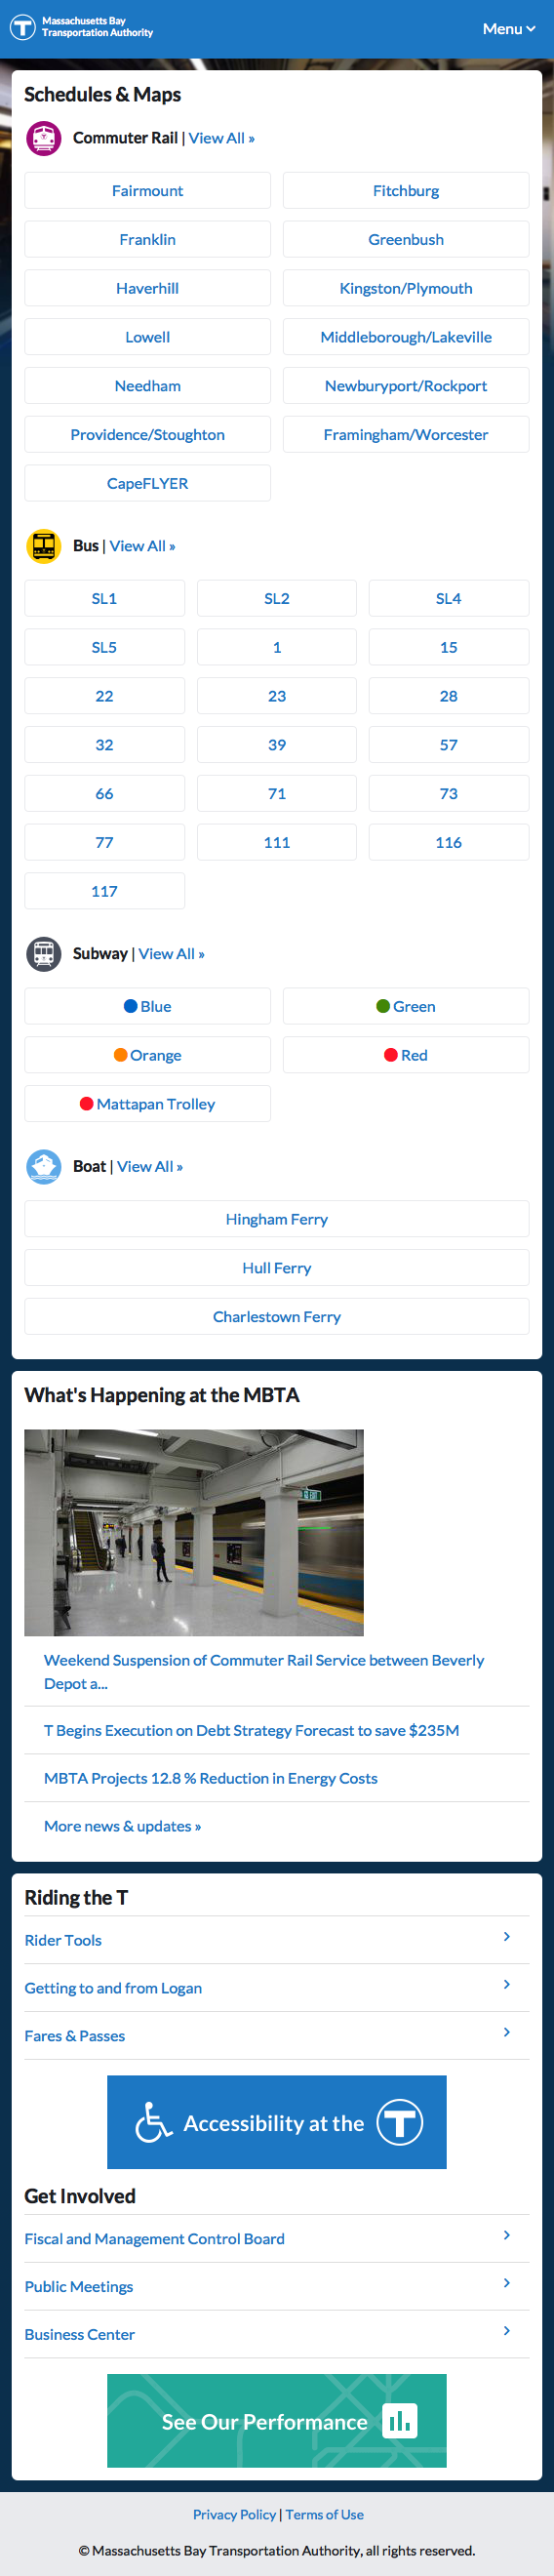 Massachusetts Bay
Transportation Authority
Menu
Schedules & Maps
Commuter Rail | View All »
Fairmount
Fitchburg
Franklin
Greenbush
Haverhill
Kingston/Plymouth
Lowell
Middleborough/Lakeville
Needham
Newburyport/Rockport
Providence/Stoughton
Framingham/Worcester
CapeFLYER
Bus | View All »
SL1
SL2
SL4
SL5
1
15
22
23
28
32
39
57
66
71
73
77
111
116
117
Subway | View All »
Blue
Green
Orange
Red
Mattapan Trolley
Boat | View All »
Hingham Ferry
Hull Ferry
Charlestown Ferry
What's Happening at the MBTA
Weekend Suspension of Commuter Rail Service between Beverly
Depot a...
T Begins Execution on Debt Strategy Forecast to save $235M
MBTA Projects 12.8 % Reduction in Energy Costs
More news & updates »
Riding the T
Rider Tools
Getting to and from Logan
Fares & Passes
Accessibility at the T
Get Involved
Fiscal and Management Control Board
Public Meetings
Business Center
See Our Performance
Privacy Policy | Terms of Use
© Massachusetts Bay Transportation Authority, all rights reserved.